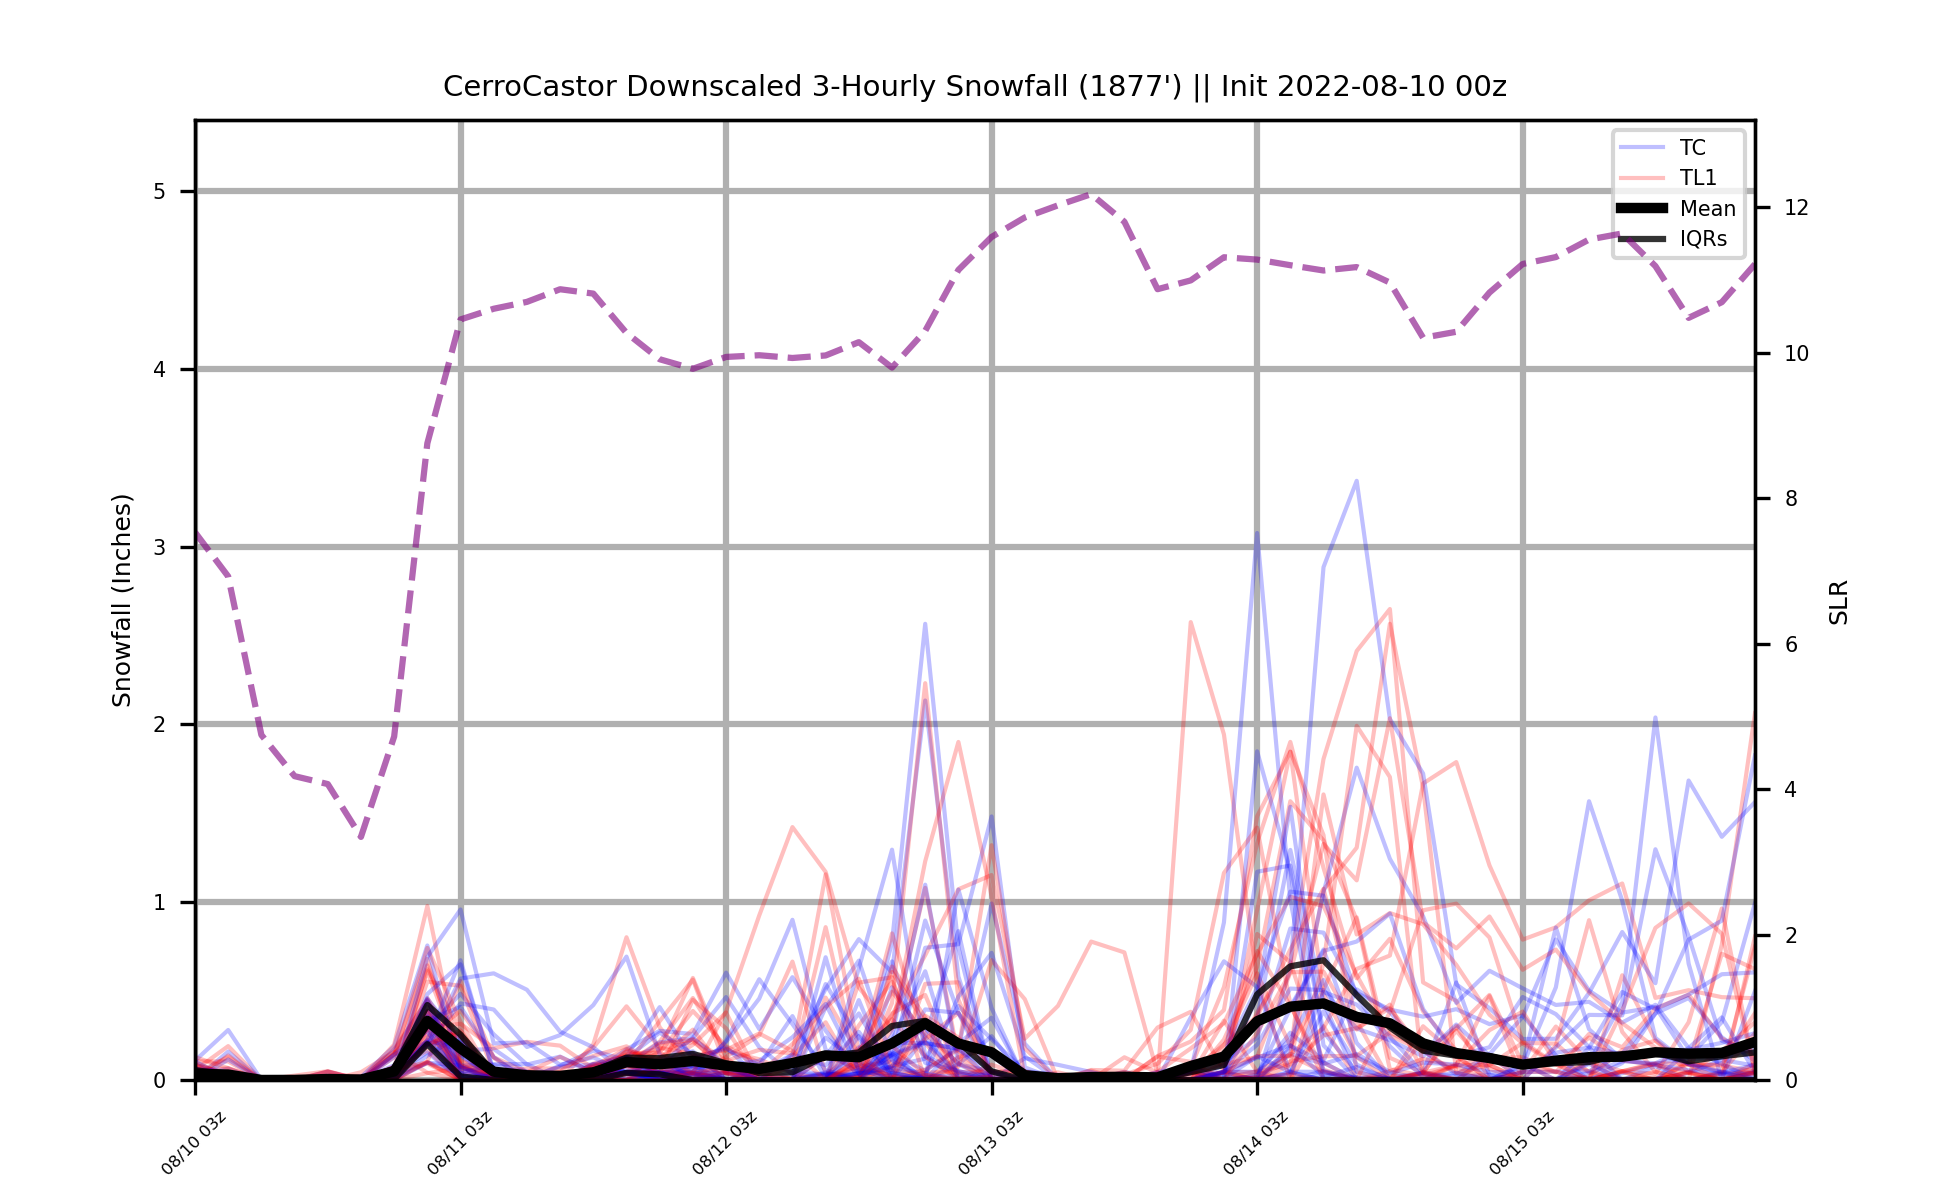 CerroCastor Downscaled 3-Hourly Snowfall (1877') || Init 2022-08-10 00z
TC
TL1
Mean
IQRs
Snowfall (Inches)
5
4
3
2
1
0
12
10
8
6
4
2
0
SLR
08/10 03z
08/11 03z
08/12 03z
08/13 03z
08/14 03z
08/15 03z